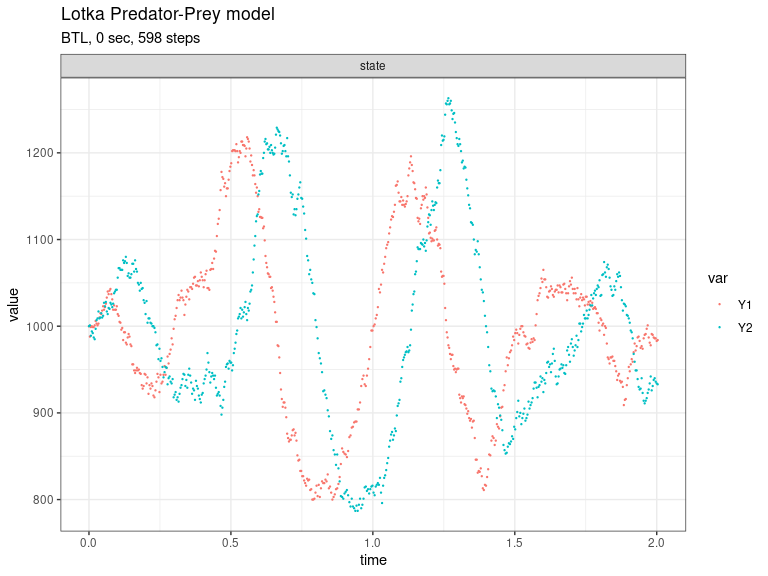 Lotka Predator-Prey model
BTL, 0 sec, 598 steps
state
1200
1100
1000
900
800
value
0.0
0.5
1.0
1.5
2.0
time
var
Y1
Y2